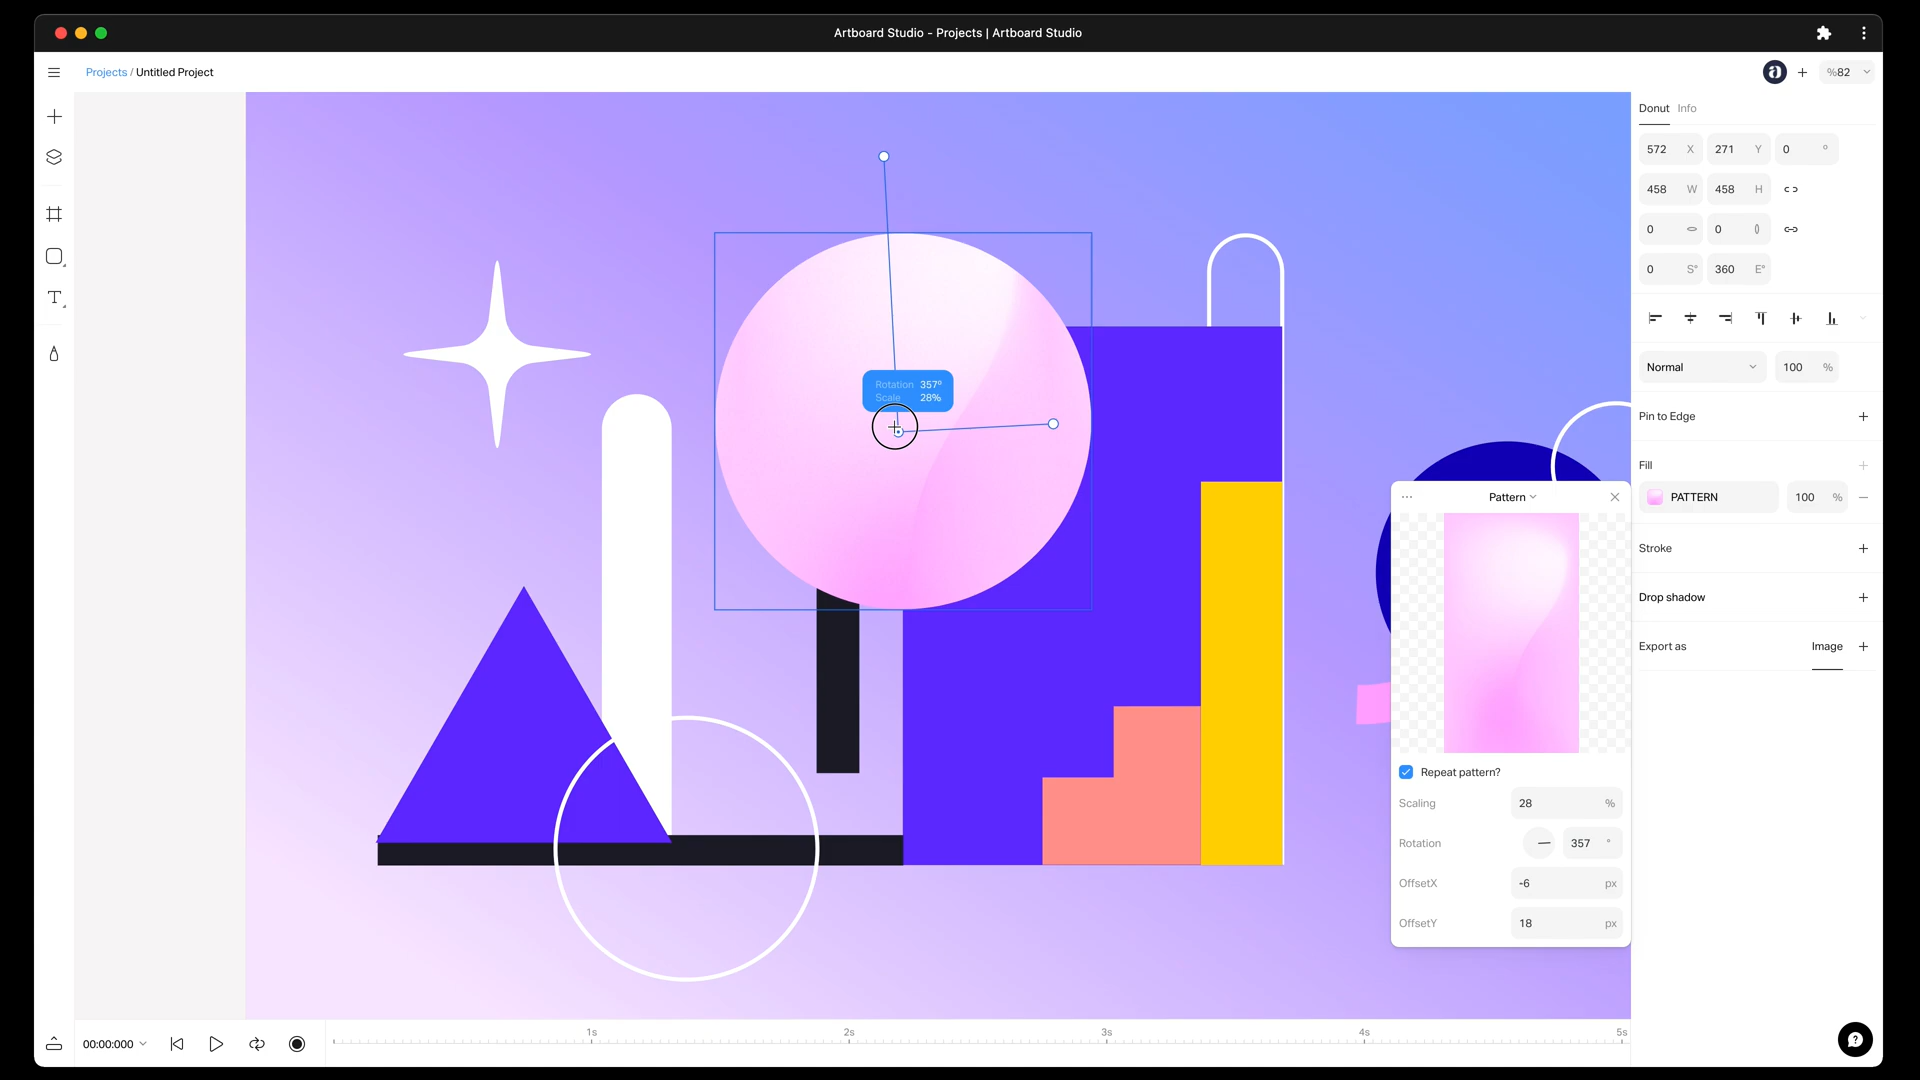 Artboard Studio - Projects | Artboard Studio
Projects / Untitled Project
%82
Donut Info
572 X 271 Y 0 °
458 W 458 H
0 0
0 S° 360 E°
Normal 100 %
Pin to Edge
Fill
PATTERN 100 %
Stroke
Drop shadow
Export as Image
Rotation 357º
Scale 28%
Pattern
Repeat pattern?
Scaling 28 %
Rotation 357 °
OffsetX -6 px
OffsetY 18 px
00:00:000
1s 2s 3s 4s 5s